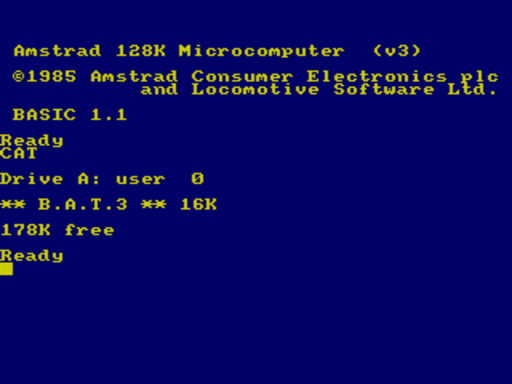 Amstrad 128K Microcomputer (v3)
©1985 Amstrad Consumer Electronics plc
and Locomotive Software Ltd.
BASIC 1.1
Ready
CAT
Drive A: user 0
** B.A.T.3 ** 16K
178K free
Ready